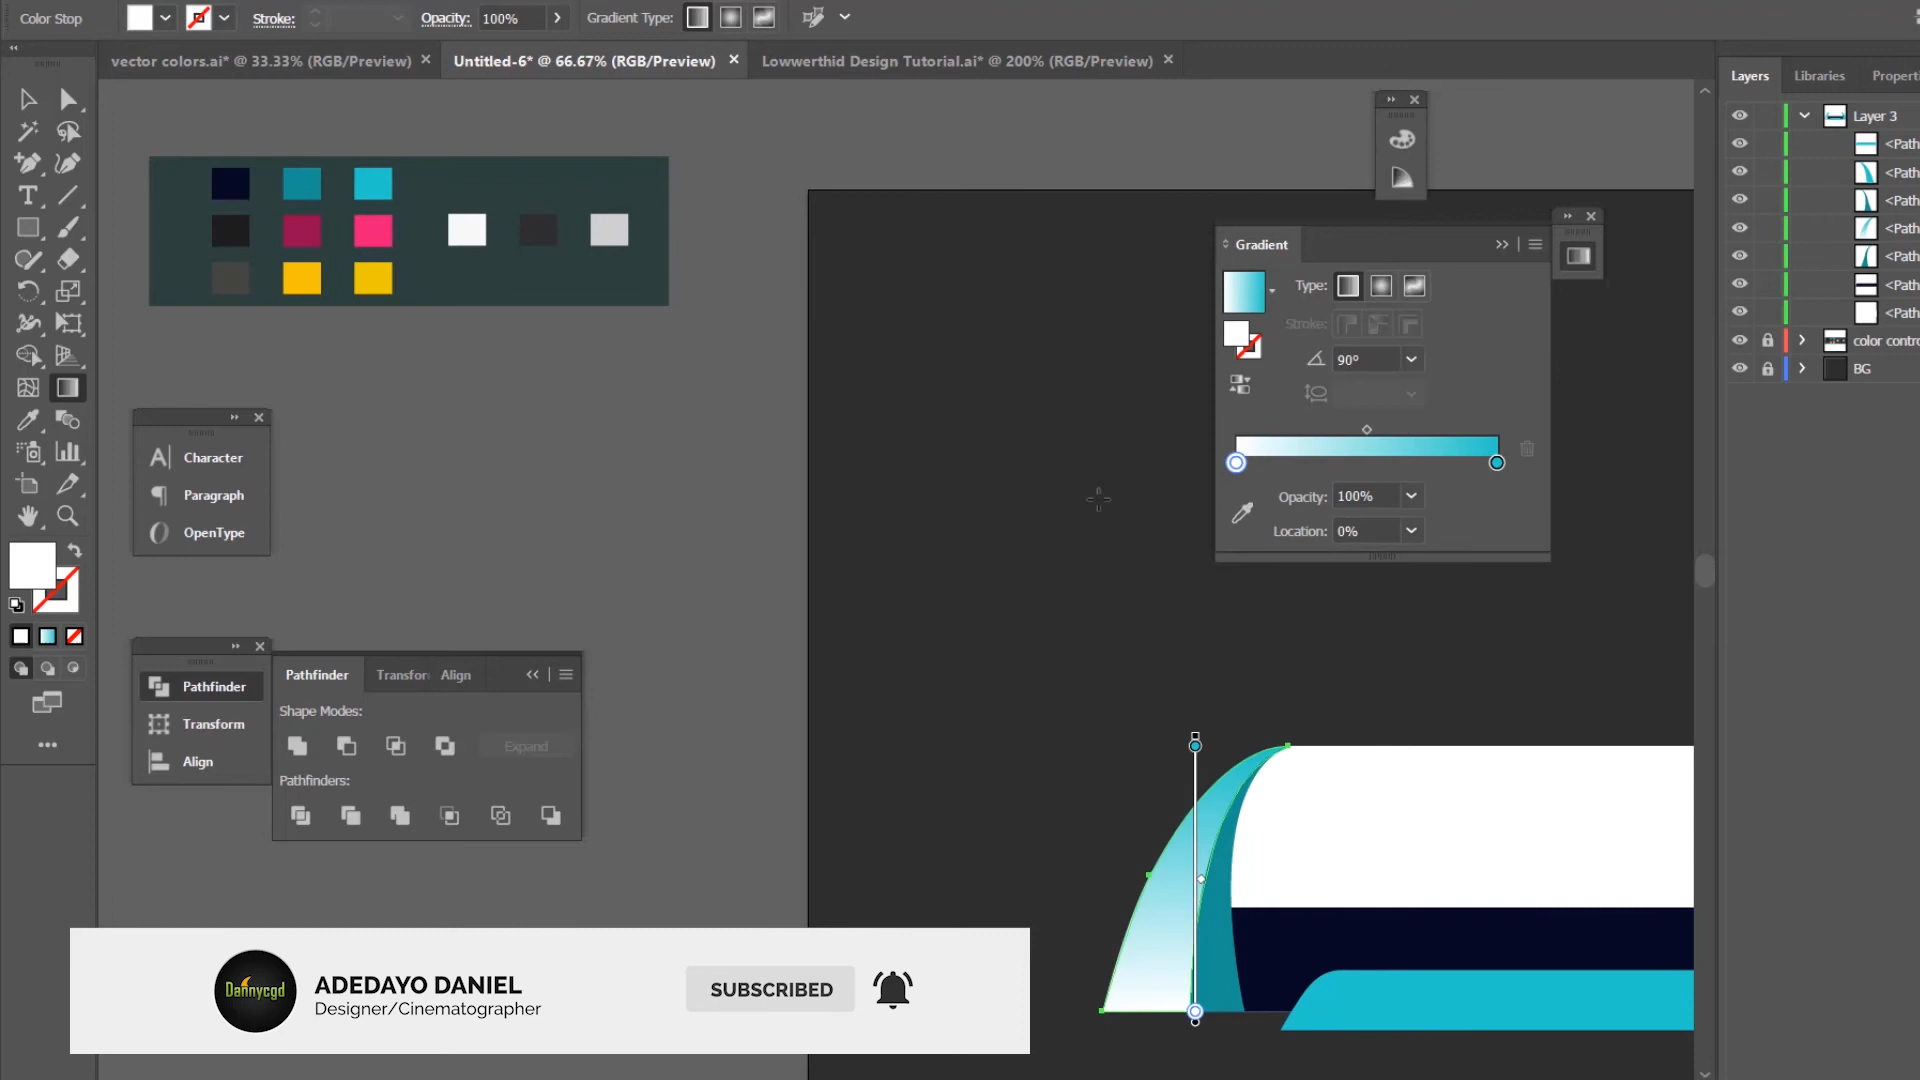 Color Stop
Stroke:
Opacity:
100%
Gradient Type:
vector colors.ai* @ 33.33% (RGB/Preview)
Untitled-6* @ 66.67% (RGB/Preview)
Lowwerthid Design Tutorial.ai* @ 200% (RGB/Preview)
Layers
Libraries
Properti
Layer 3
<Path
<Path
<Path
<Path
<Path
<Path
<Path
color contro
BG
Gradient
Type:
Stroke:
90°
Opacity:
100%
Location:
0%
Character
Paragraph
OpenType
Pathfinder
Transform
Align
Pathfinder
Transfor
Align
Shape Modes:
Expand
Pathfinders:
Dannycgd
ADEDAYO DANIEL
Designer/Cinematographer
SUBSCRIBED